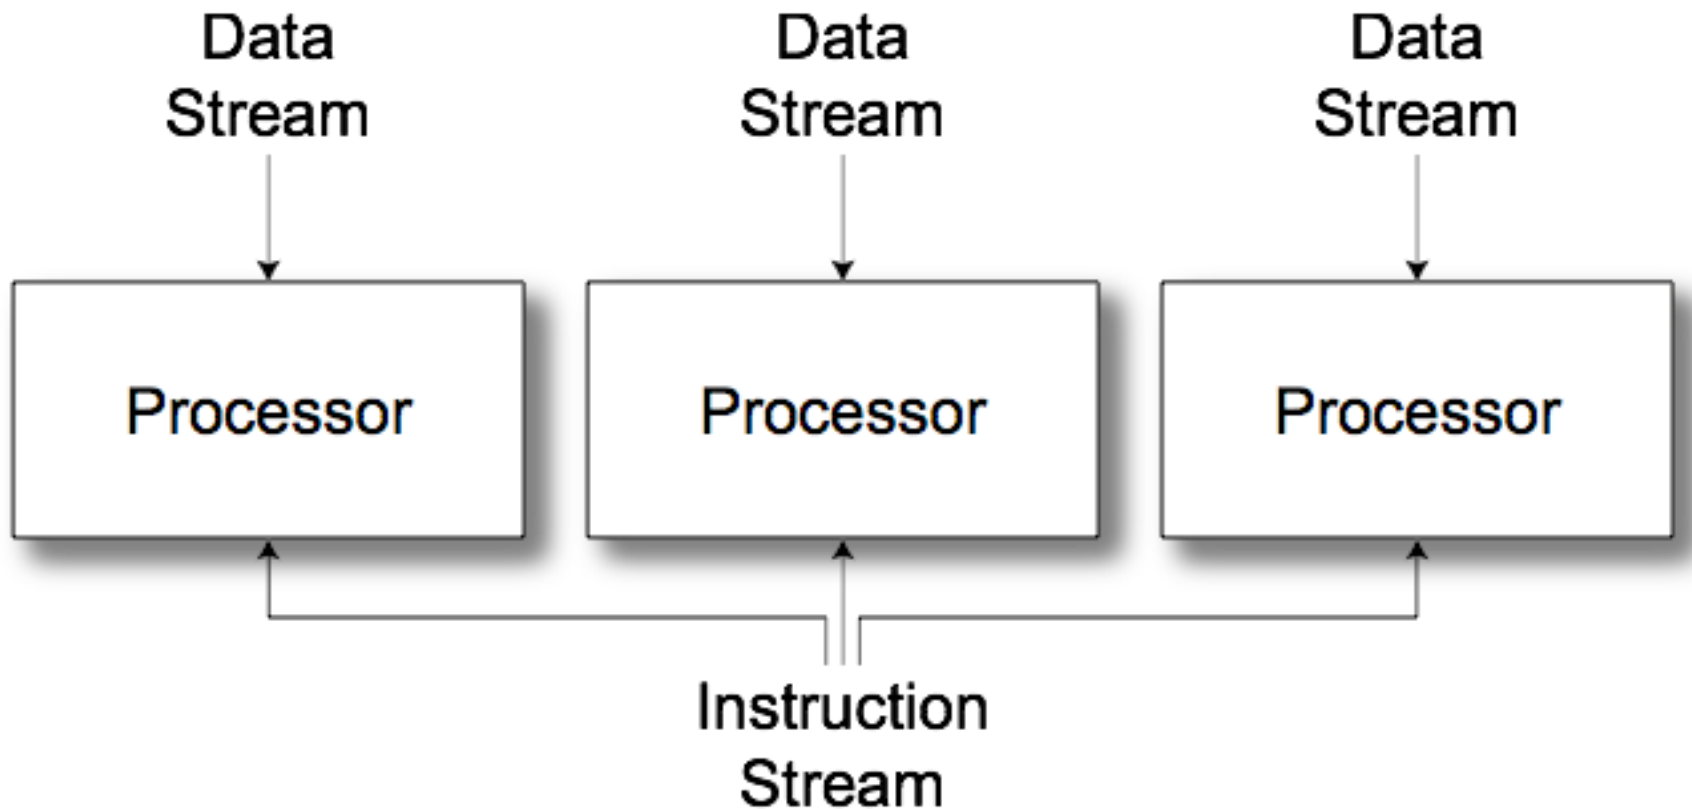 Data
Stream
Data
Stream
Data
Stream
Processor
Processor
Processor
Instruction
Stream